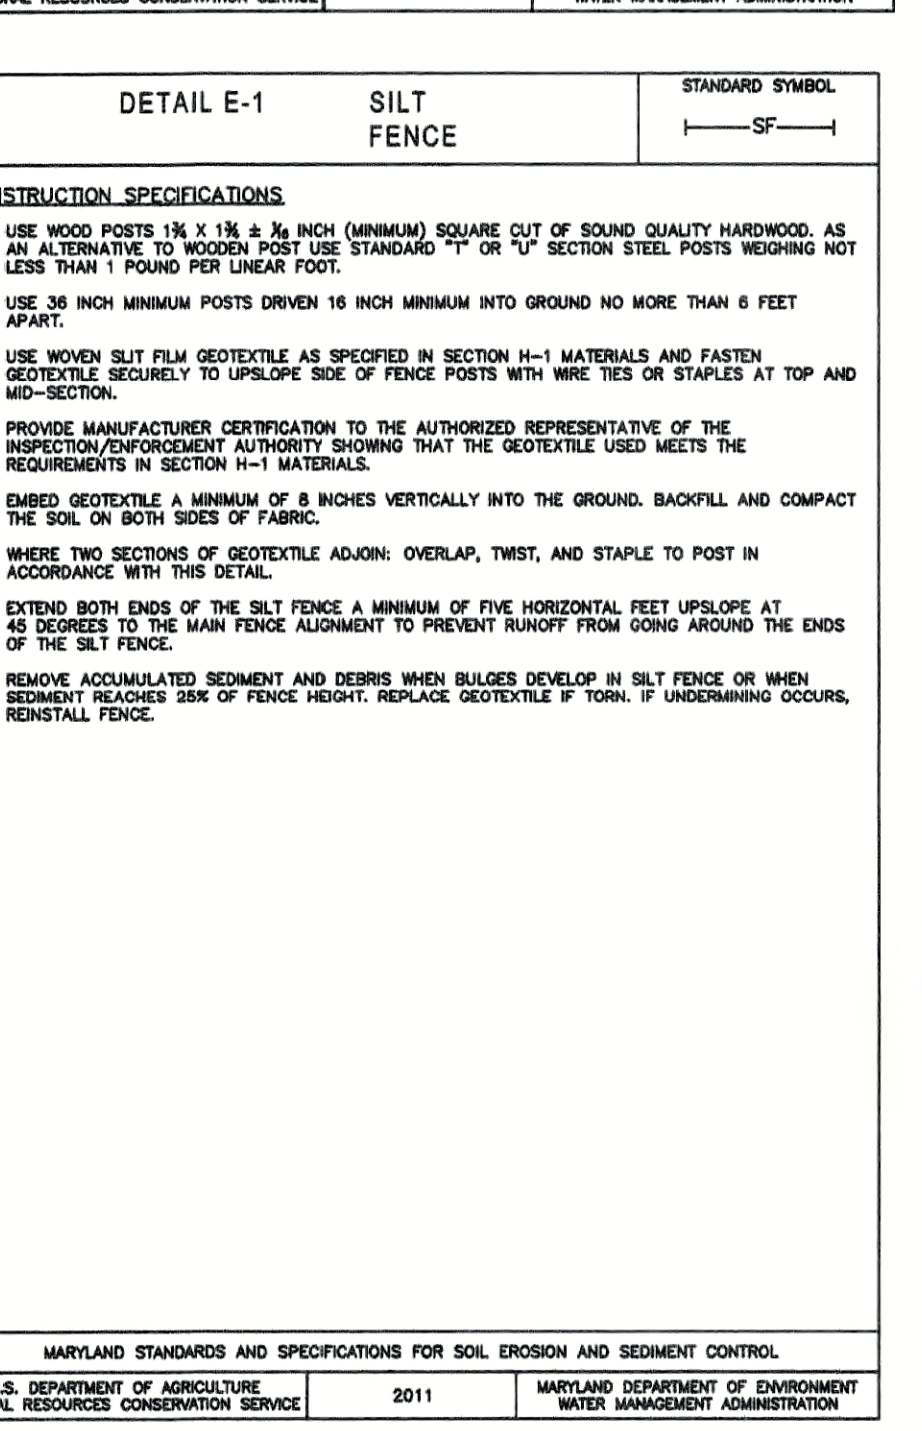 DETAIL E-1 SILT
FENCE
STANDARD SYMBOL
SF
STRUCTION SPECIFICATIONS
USE WOOD POSTS 1¾ X 1¾ ± 1/16 INCH (MINIMUM) SQUARE CUT OF SOUND QUALITY HARDWOOD. AS
AN ALTERNATIVE TO WOODEN POST USE STANDARD "T" OR "U" SECTION STEEL POSTS WEIGHING NOT
LESS THAN 1 POUND PER LINEAR FOOT.
USE 36 INCH MINIMUM POSTS DRIVEN 16 INCH MINIMUM INTO GROUND NO MORE THAN 6 FEET
APART.
USE WOVEN SLIT FILM GEOTEXTILE AS SPECIFIED IN SECTION H-1 MATERIALS AND FASTEN
GEOTEXTILE SECURELY TO UPSLOPE SIDE OF FENCE POSTS WITH WIRE TIES OR STAPLES AT TOP AND
MID-SECTION.
PROVIDE MANUFACTURER CERTIFICATION TO THE AUTHORIZED REPRESENTATIVE OF THE
INSPECTION/ENFORCEMENT AUTHORITY SHOWING THAT THE GEOTEXTILE USED MEETS THE
REQUIREMENTS IN SECTION H-1 MATERIALS.
EMBED GEOTEXTILE A MINIMUM OF 8 INCHES VERTICALLY INTO THE GROUND. BACKFILL AND COMPACT
THE SOIL ON BOTH SIDES OF FABRIC.
WHERE TWO SECTIONS OF GEOTEXTILE ADJOIN: OVERLAP, TWIST, AND STAPLE TO POST IN
ACCORDANCE WITH THIS DETAIL.
EXTEND BOTH ENDS OF THE SILT FENCE A MINIMUM OF FIVE HORIZONTAL FEET UPSLOPE AT
45 DEGREES TO THE MAIN FENCE ALIGNMENT TO PREVENT RUNOFF FROM GOING AROUND THE ENDS
OF THE SILT FENCE.
REMOVE ACCUMULATED SEDIMENT AND DEBRIS WHEN BULGES DEVELOP IN SILT FENCE OR WHEN
SEDIMENT REACHES 25% OF FENCE HEIGHT. REPLACE GEOTEXTILE IF TORN. IF UNDERMINING OCCURS,
REINSTALL FENCE.
MARYLAND STANDARDS AND SPECIFICATIONS FOR SOIL EROSION AND SEDIMENT CONTROL
.S. DEPARTMENT OF AGRICULTURE
AL RESOURCES CONSERVATION SERVICE
2011
MARYLAND DEPARTMENT OF ENVIRONMENT
WATER MANAGEMENT ADMINISTRATION